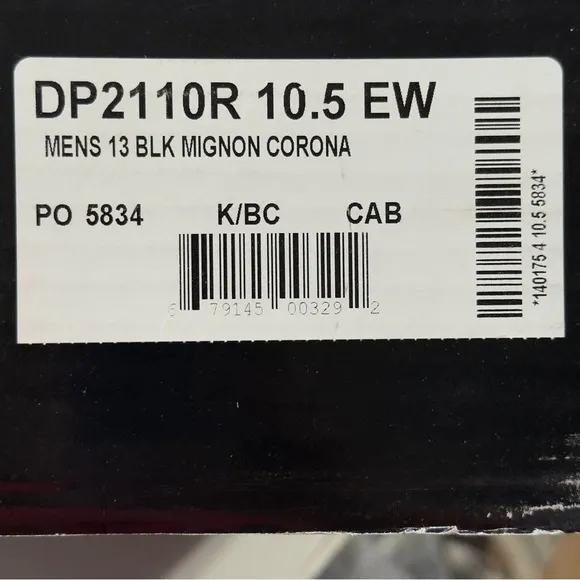 DP2110R 10.5 EW
MENS 13 BLK MIGNON CORONA
PO 5834 K/BC CAB
6 79145 00329 2
*140175 4 10.5 5834*